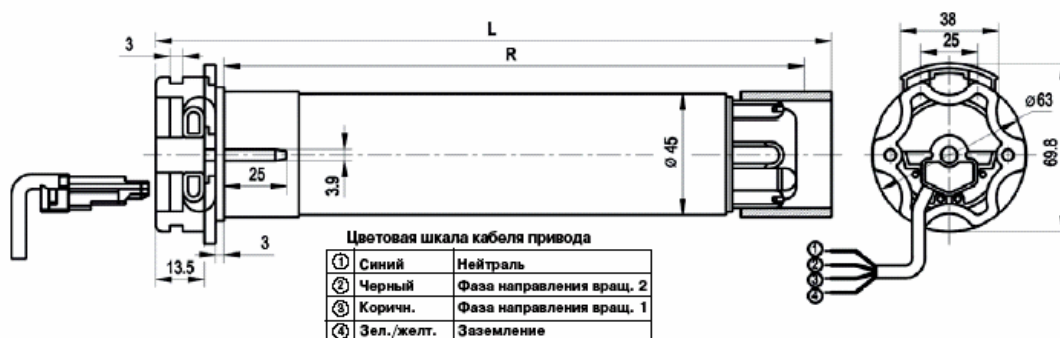 L
38
3
R
25
ø63
69.8
ø 45
25
3.9
3
13.5
Цветовая шкала кабеля привода
① Синий Нейтраль
② Черный Фаза направления вращ. 2
③ Коричн. Фаза направления вращ. 1
④ Зел./желт. Заземление
①
②
③
④